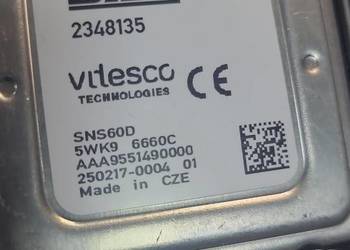 2348135
vitesco
TECHNOLOGIES
CE
SNS60D
5WK9 6660C
AAA9551490000
250217-0004 01
Made in CZE